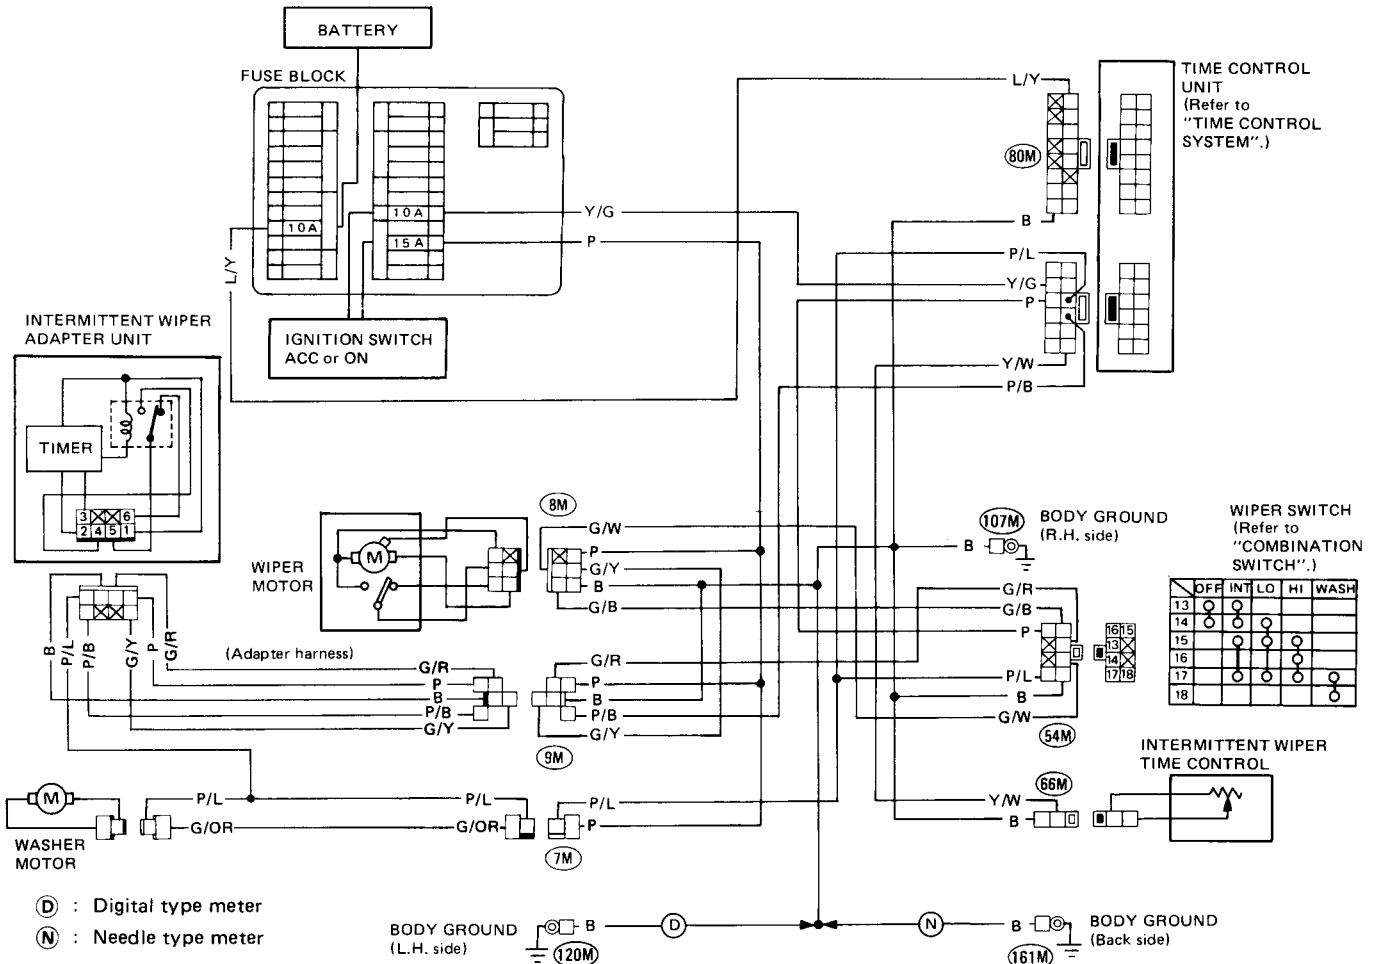 BATTERY
FUSE BLOCK
10A
10A
15A
L/Y
Y/G
P
IGNITION SWITCH
ACC or ON
L/Y
80M
B
P/L
Y/G
P
Y/W
P/B
TIME CONTROL
UNIT
(Refer to
"TIME CONTROL
SYSTEM".)
INTERMITTENT WIPER
ADAPTER UNIT
TIMER
3 6
2 4 5 1
WIPER
MOTOR
M
8M
G/W
P
G/Y
B
G/B
107M
BODY GROUND
(R.H. side)
B
G/R
G/B
P
P/L
B
G/W
54M
16 15
13
14
17 18
WIPER SWITCH
(Refer to
"COMBINATION
SWITCH".)
OFF INT LO HI WASH
13
14
15
16
17
18
B
P/L
P/B
G/Y
P
G/R
(Adapter harness)
G/R
P
B
P/B
G/Y
G/R
P
B
P/B
G/Y
9M
INTERMITTENT WIPER
TIME CONTROL
66M
Y/W
B
M
WASHER
MOTOR
P/L
G/OR
P/L
G/OR
P/L
P
7M
D : Digital type meter
N : Needle type meter
BODY GROUND
(L.H. side)
B
120M
D
N
B
161M
BODY GROUND
(Back side)